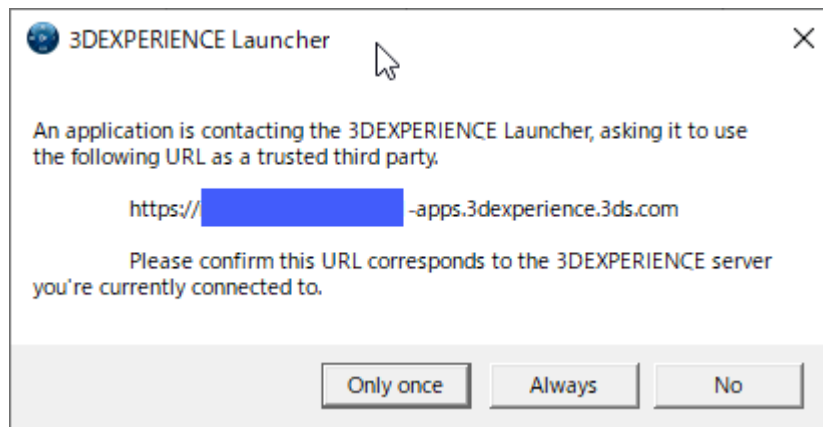 3DEXPERIENCE Launcher
An application is contacting the 3DEXPERIENCE Launcher, asking it to use
the following URL as a trusted third party.
https:// -apps.3dexperience.3ds.com
Please confirm this URL corresponds to the 3DEXPERIENCE server
you're currently connected to.
Only once Always No